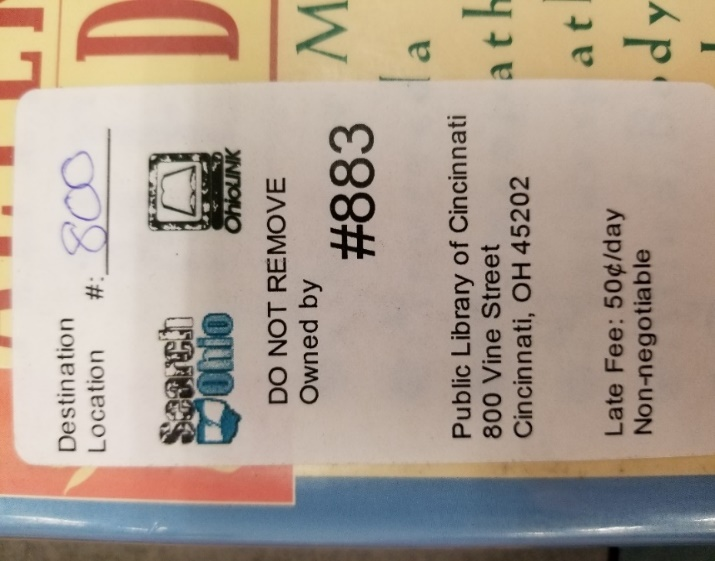 Destination
Location #: 800
Search
Ohio
OhioLINK
DO NOT REMOVE
Owned by
#883
Public Library of Cincinnati
800 Vine Street
Cincinnati, OH 45202
Late Fee: 50¢/day
Non-negotiable